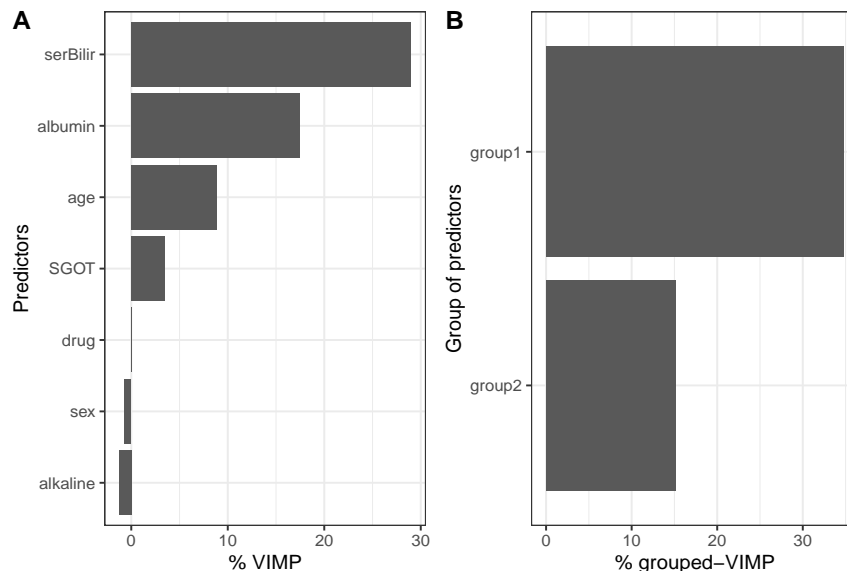 A
serBilir
albumin
age
SGOT
drug
sex
alkaline
Predictors
0 10 20 30
% VIMP
B
group1
group2
Group of predictors
0 10 20 30
% grouped−VIMP